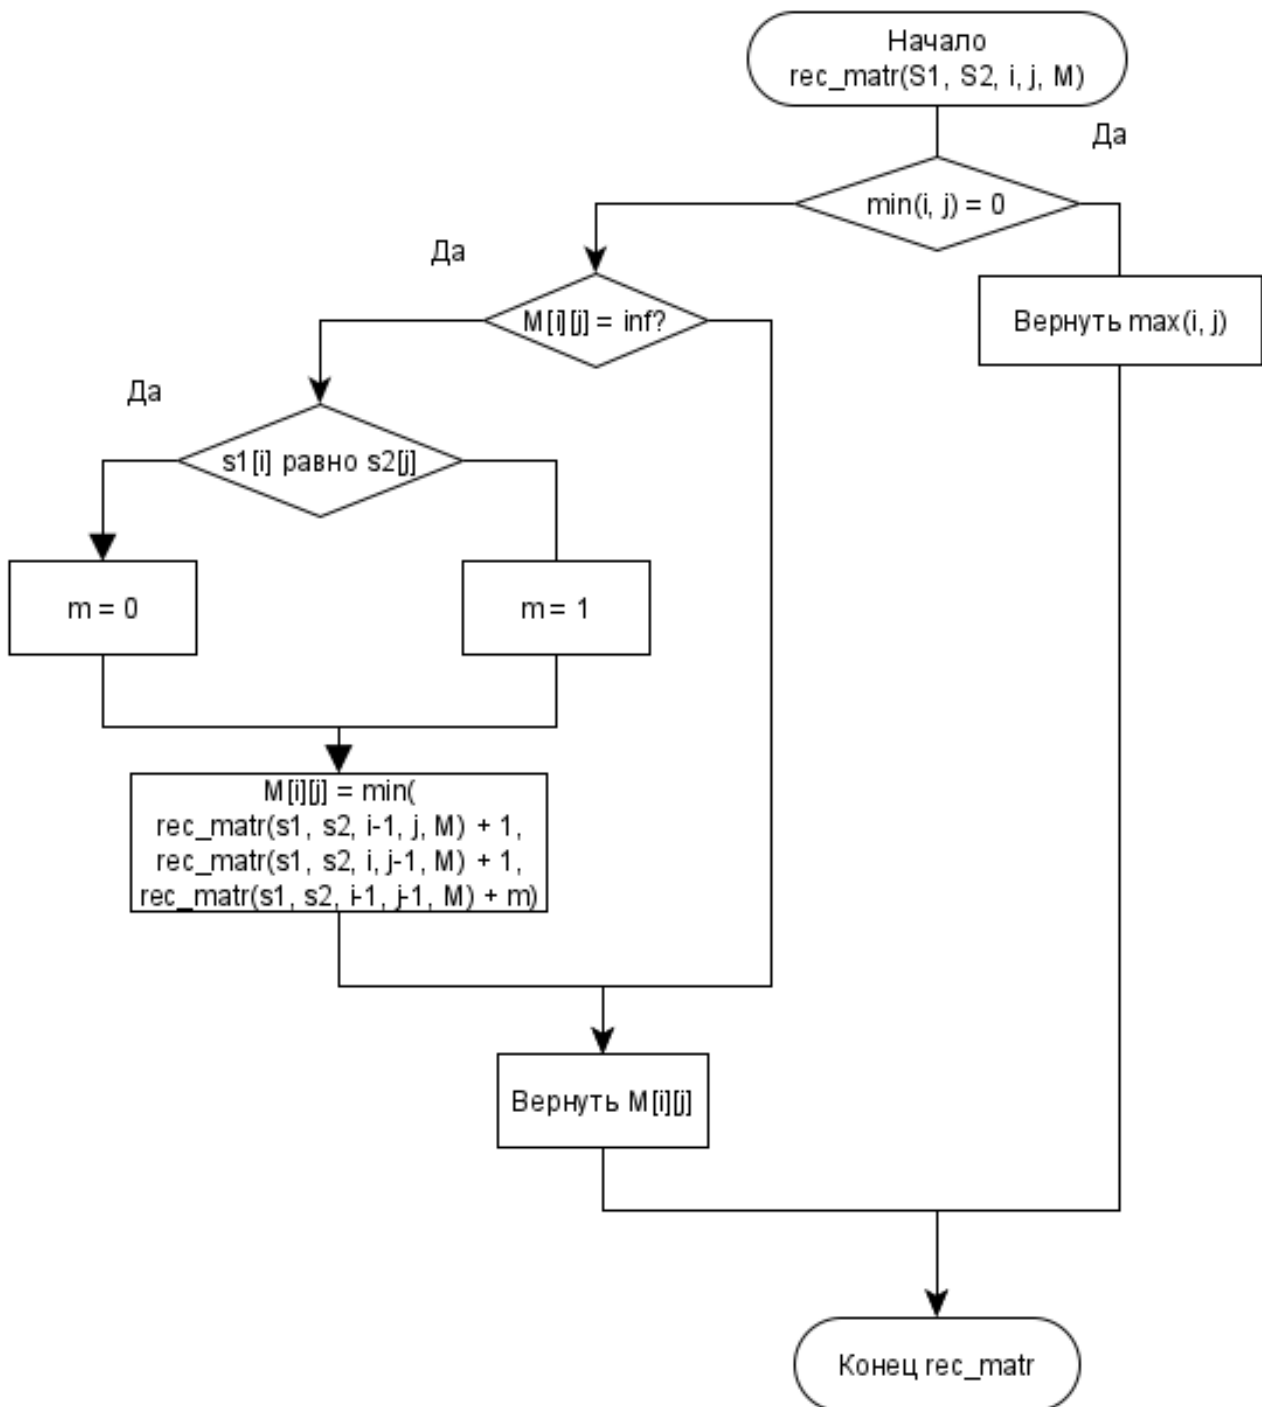 Начало
rec_matr(S1, S2, i, j, M)
Да
min(i, j) = 0
Да
M[i][j] = inf?
Вернуть max(i, j)
Да
s1[i] равно s2[j]
m = 0
m = 1
M[i][j] = min(
rec_matr(s1, s2, i-1, j, M) + 1,
rec_matr(s1, s2, i, j-1, M) + 1,
rec_matr(s1, s2, i-1, j-1, M) + m)
Вернуть M[i][j]
Конец rec_matr